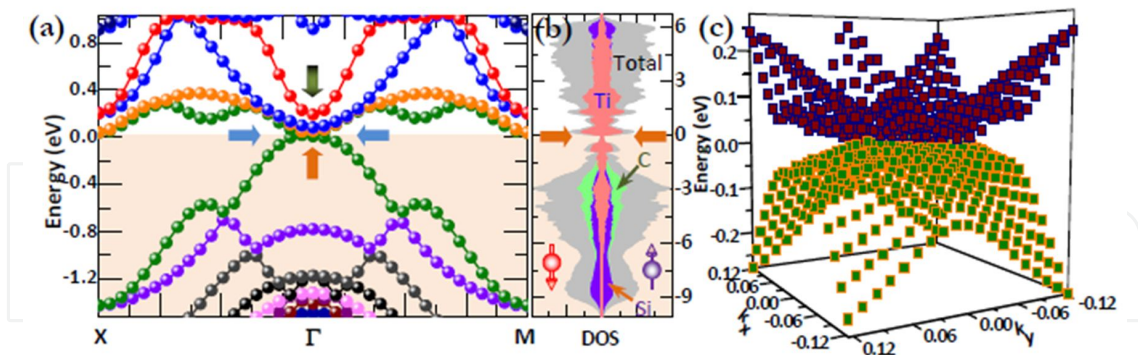 (a)
Energy (eV)
0.8
0.4
0.0
-0.4
-0.8
-1.2
X
Γ
M
(b)
6
3
0
-3
-6
-9
Total
Ti
C
Si
DOS
(c)
Energy (eV)
0.2
0.1
0.0
-0.1
-0.2
0.12
0.06
0.00
-0.06
-0.12
0.12
0.06
0.00
-0.06
-0.12
ky